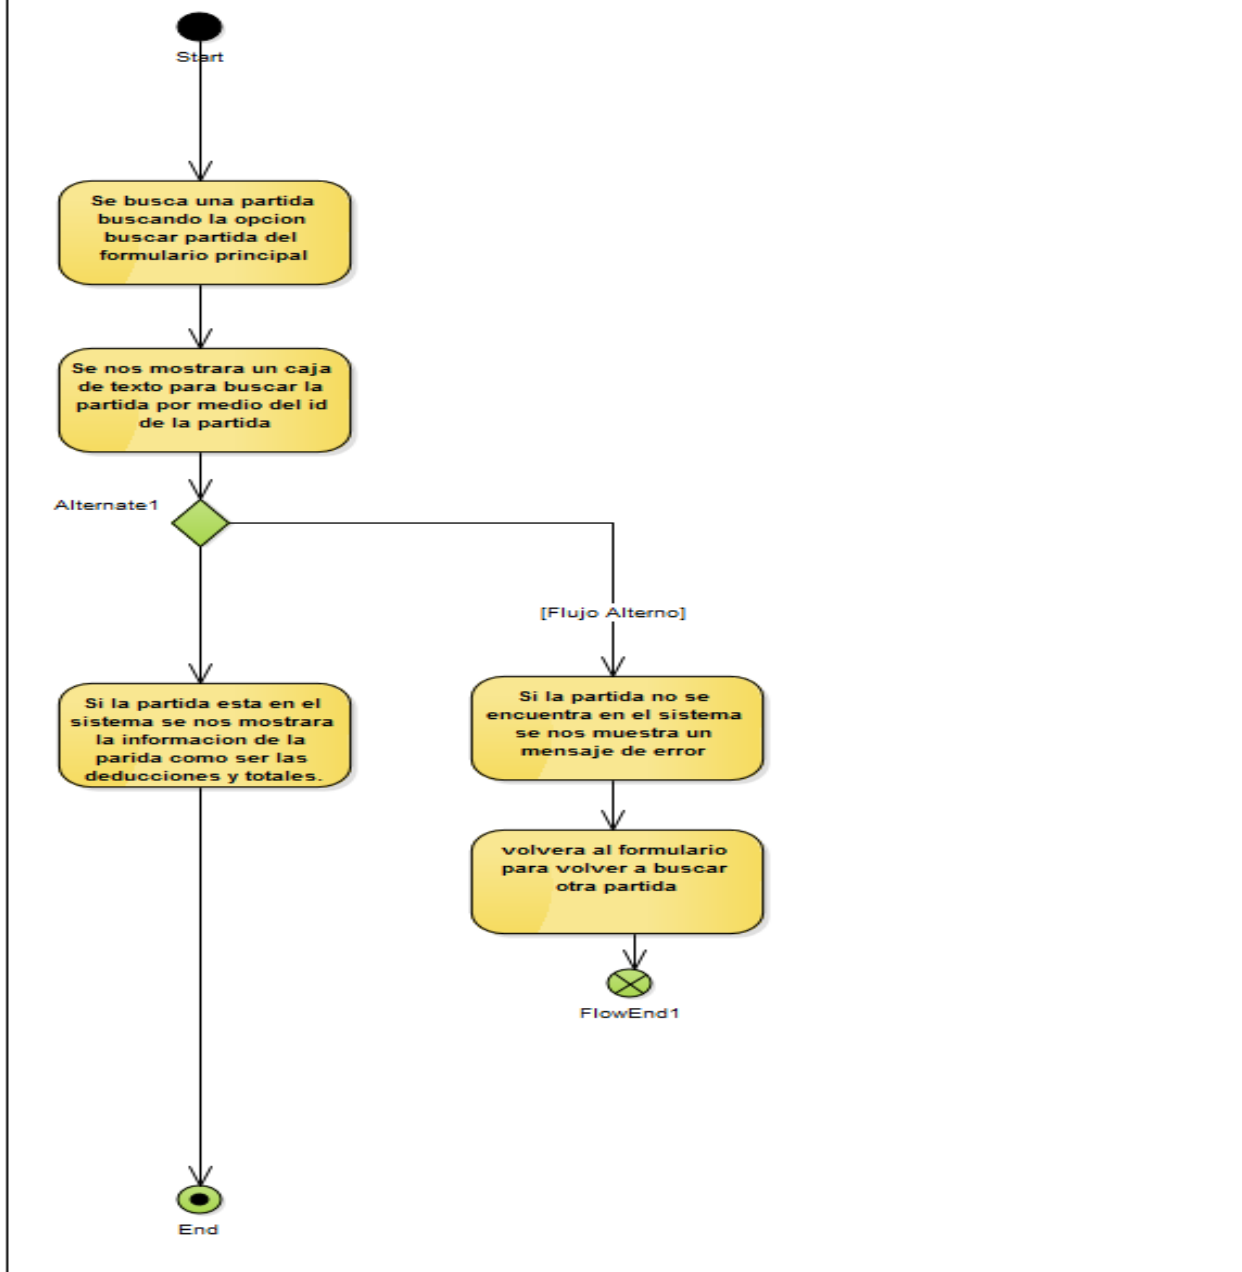 Start
Se busca una partida
buscando la opcion
buscar partida del
formulario principal
Se nos mostrara un caja
de texto para buscar la
partida por medio del id
de la partida
Alternate1
[Flujo Alterno]
Si la partida esta en el
sistema se nos mostrara
la informacion de la
parida como ser las
deducciones y totales.
Si la partida no se
encuentra en el sistema
se nos muestra un
mensaje de error
volvera al formulario
para volver a buscar
otra partida
FlowEnd1
End